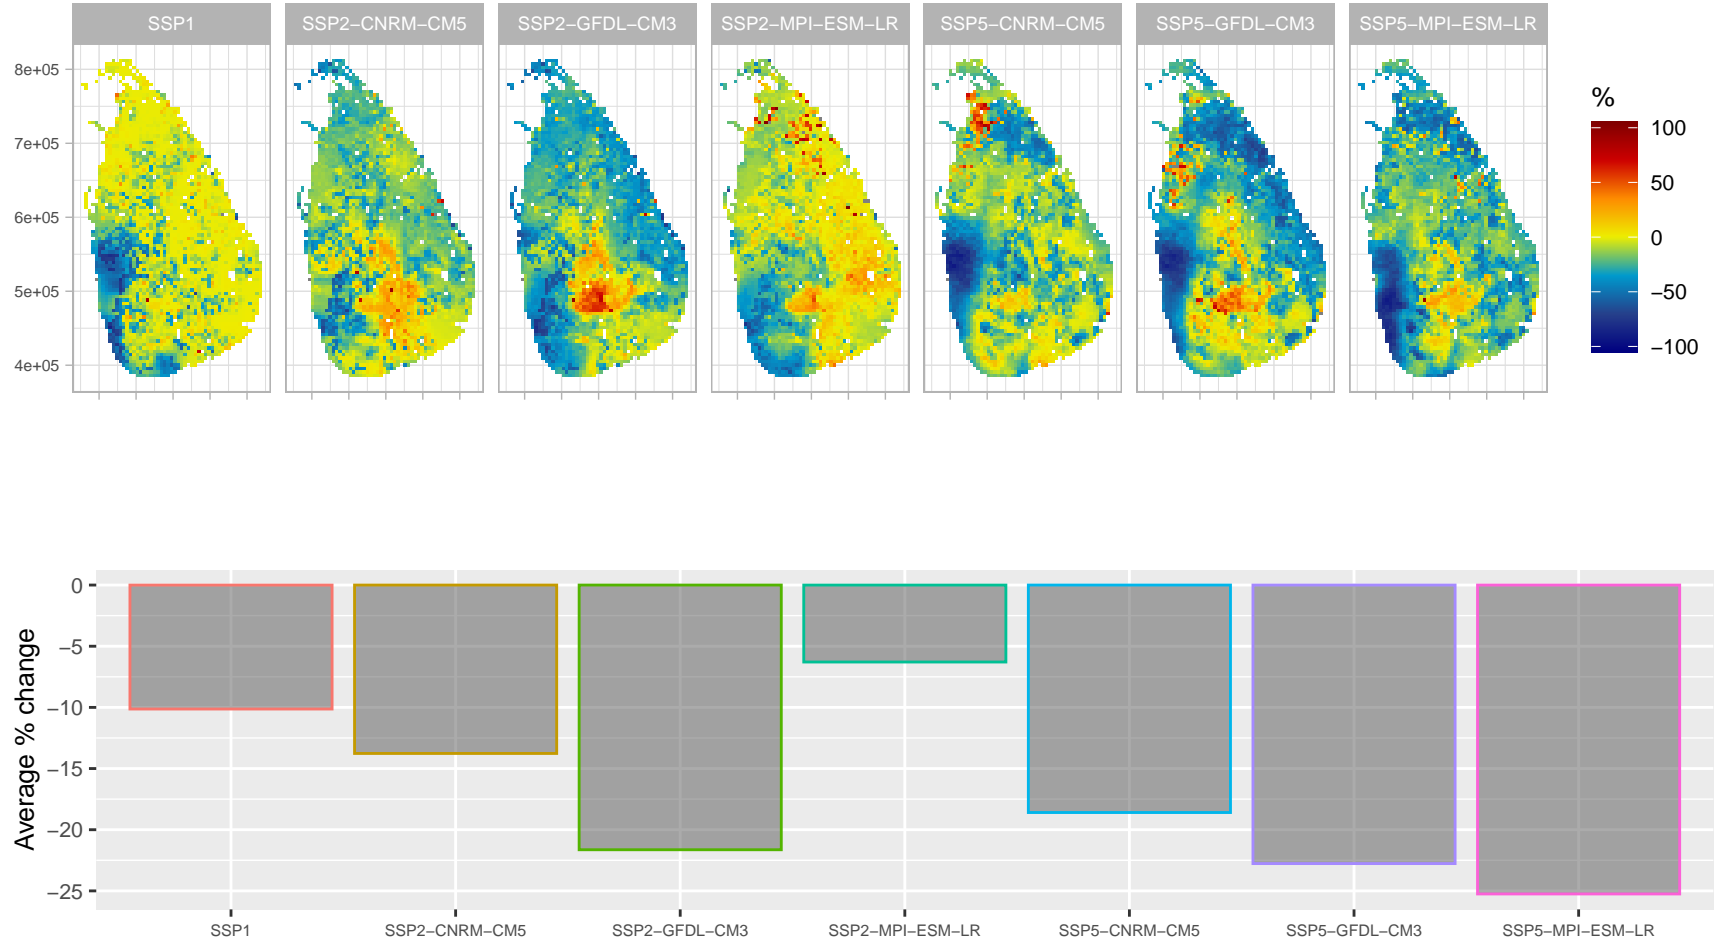 SSP1 SSP2−CNRM−CM5 SSP2−GFDL−CM3 SSP2−MPI−ESM−LR SSP5−CNRM−CM5 SSP5−GFDL−CM3 SSP5−MPI−ESM−LR
8e+05
7e+05
6e+05
5e+05
4e+05
%
100
50
0
−50
−100
Average % change
0
−5
−10
−15
−20
−25
SSP1 SSP2−CNRM−CM5 SSP2−GFDL−CM3 SSP2−MPI−ESM−LR SSP5−CNRM−CM5 SSP5−GFDL−CM3 SSP5−MPI−ESM−LR